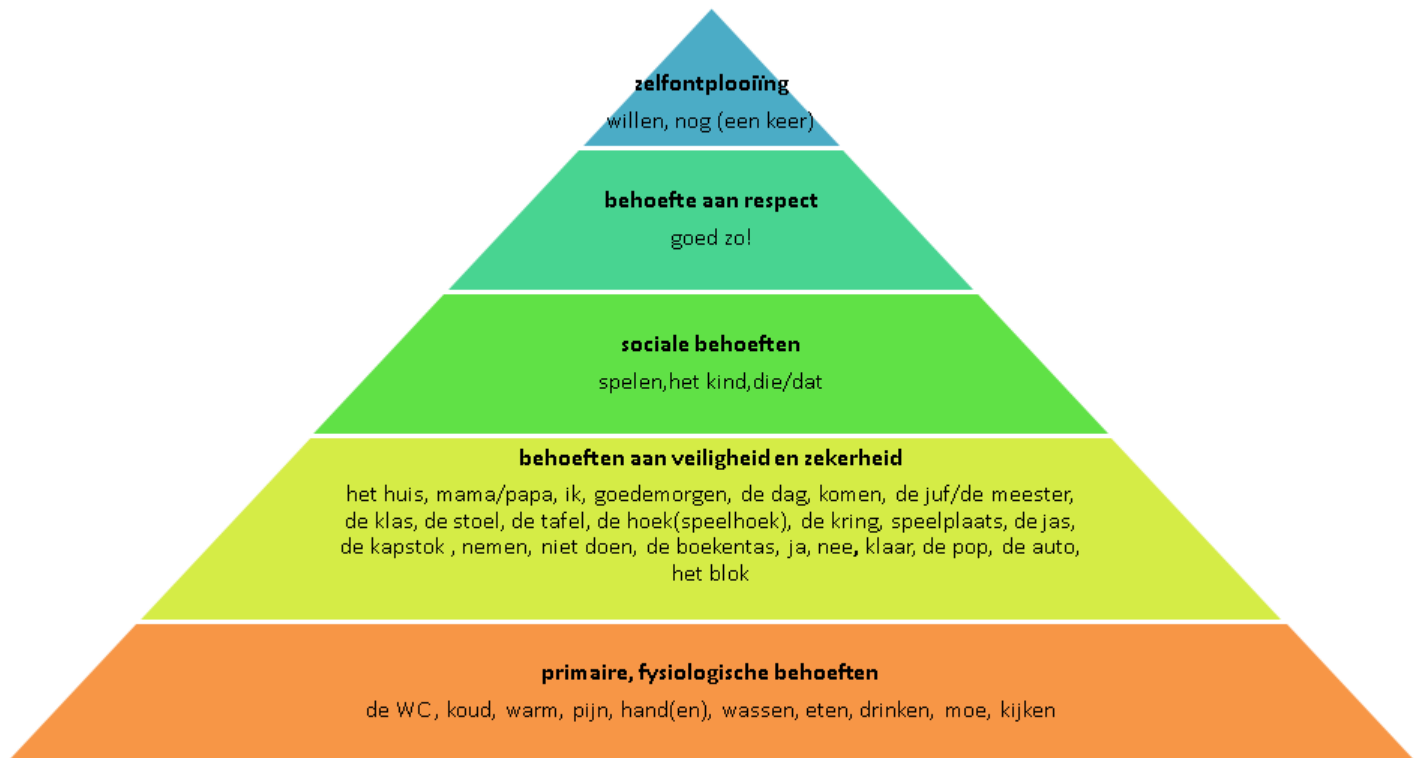 zelfontplooiïng
willen, nog (een keer)
behoefte aan respect
goed zo!
sociale behoeften
spelen,het kind,die/dat
behoeften aan veiligheid en zekerheid
het huis, mama/papa, ik, goedemorgen, de dag, komen, de juf/de meester,
de klas, de stoel, de tafel, de hoek(speelhoek), de kring, speelplaats, de jas,
de kapstok , nemen, niet doen, de boekentas, ja, nee, klaar, de pop, de auto,
het blok
primaire, fysiologische behoeften
de WC, koud, warm, pijn, hand(en), wassen, eten, drinken, moe, kijken